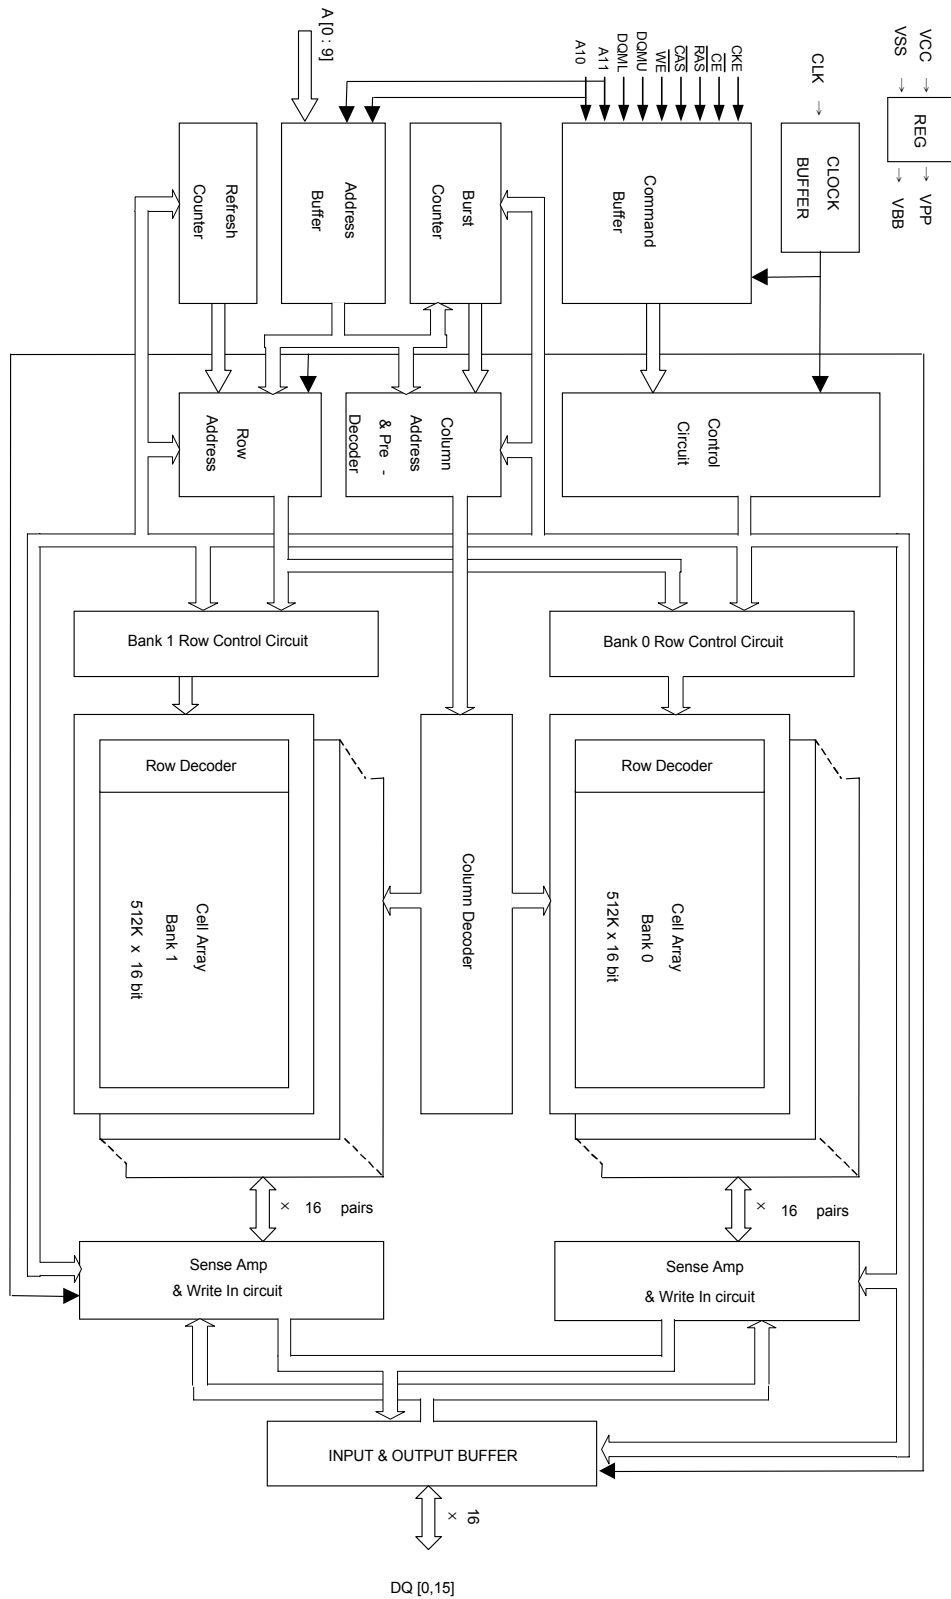 A [0 : 9]
A10
A11
DQML
DQMU
WE
CAS
RAS
CE
CKE
CLK
VSS
VCC
REG
VBB
VPP
Refresh
Counter
Address
Buffer
Burst
Counter
Command
Buffer
CLOCK
BUFFER
Row
Address
Column
Address
& Pre -
Decoder
Control
Circuit
Bank 1 Row Control Circuit
Bank 0 Row Control Circuit
Row Decoder
Cell Array
Bank 1
512K x 16 bit
Column Decoder
Row Decoder
Cell Array
Bank 0
512K x 16 bit
× 16 pairs
× 16 pairs
Sense Amp
& Write In circuit
Sense Amp
& Write In circuit
INPUT & OUTPUT BUFFER
× 16
DQ [0,15]